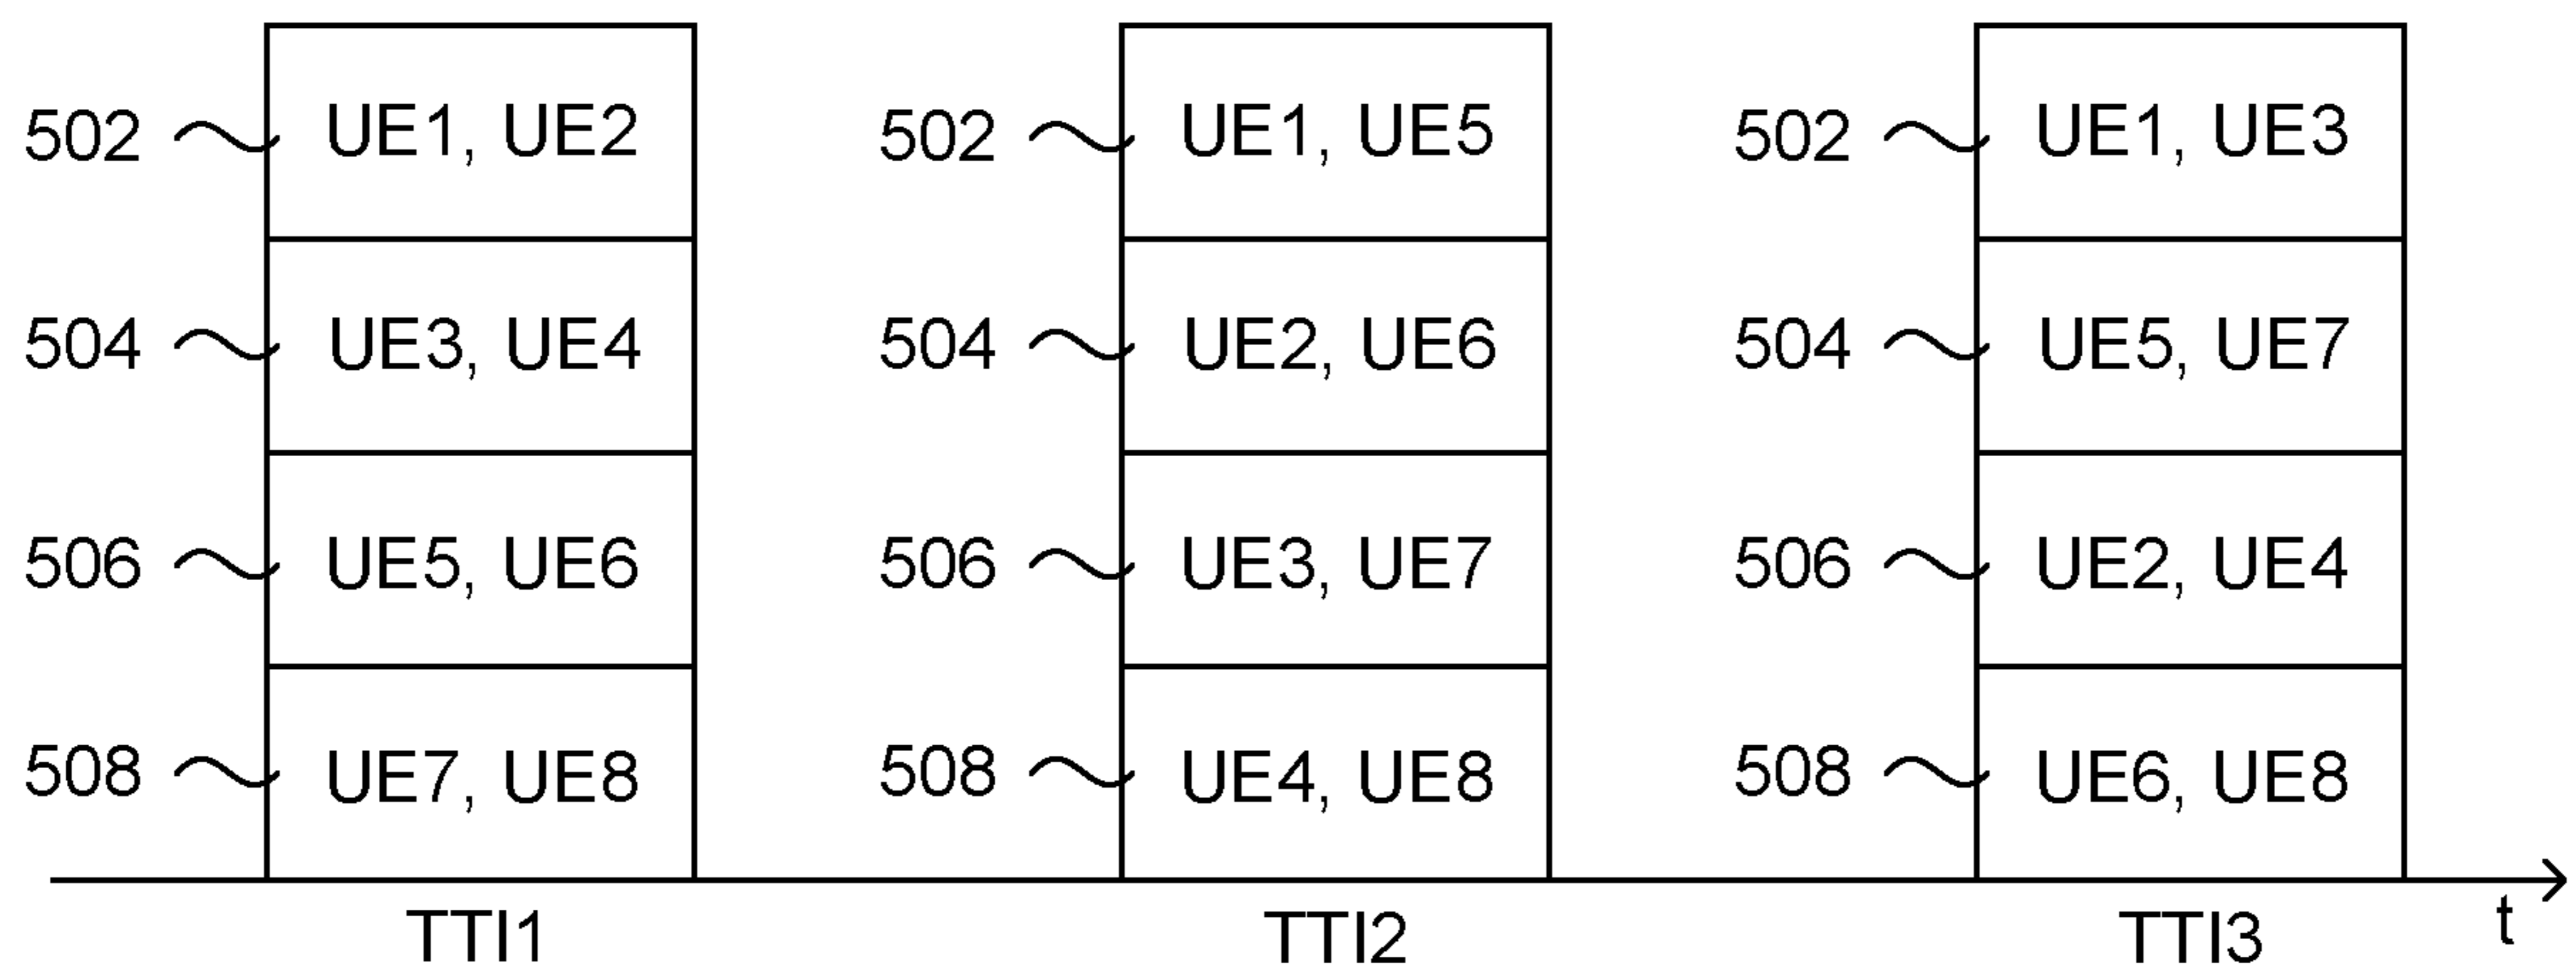 502 UE1, UE2 502 UE1, UE5 502 UE1, UE3
504 UE3, UE4 504 UE2, UE6 504 UE5, UE7
506 UE5, UE6 506 UE3, UE7 506 UE2, UE4
508 UE7, UE8 508 UE4, UE8 508 UE6, UE8
TTI1 TTI2 TTI3 t